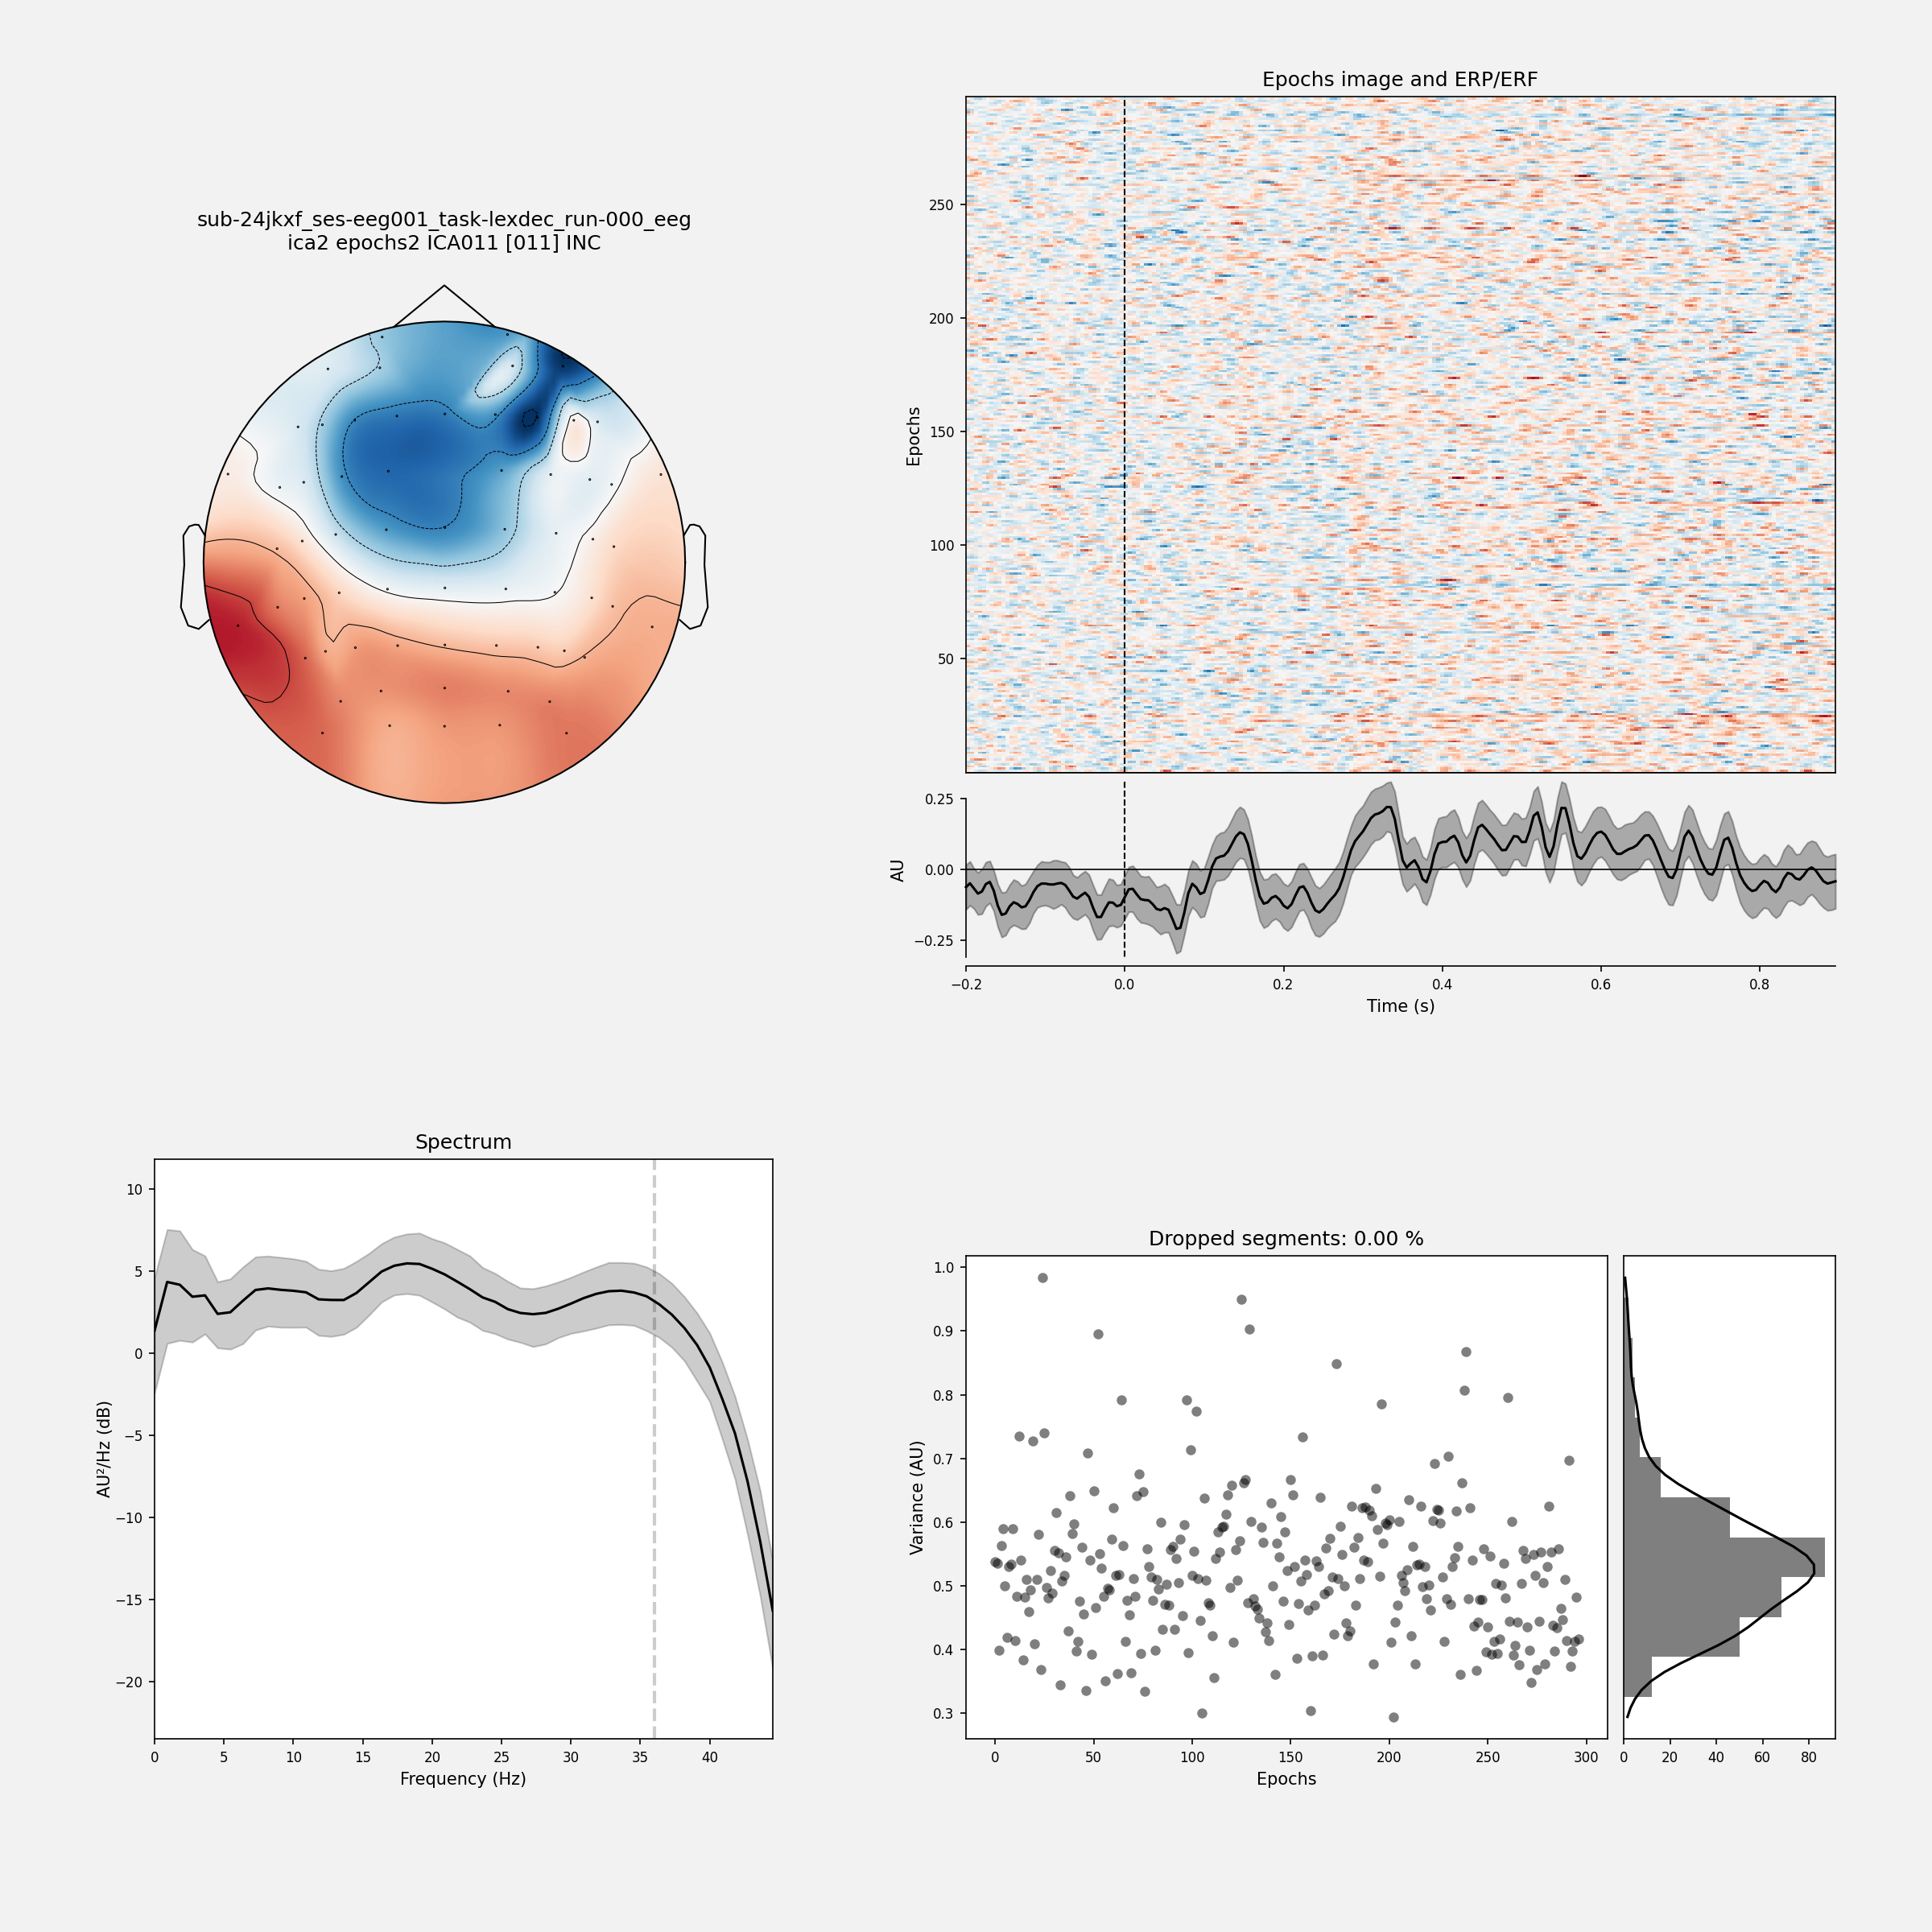 sub-24jkxf_ses-eeg001_task-lexdec_run-000_eeg
ica2 epochs2 ICA011 [011] INC
Epochs image and ERP/ERF
Epochs
250
200
150
100
50
AU
0.25
0.00
−0.25
−0.2 0.0 0.2 0.4 0.6 0.8
Time (s)
Spectrum
AU²/Hz (dB)
10
5
0
−5
−10
−15
−20
0 5 10 15 20 25 30 35 40
Frequency (Hz)
Dropped segments: 0.00 %
Variance (AU)
1.0
0.9
0.8
0.7
0.6
0.5
0.4
0.3
0 50 100 150 200 250 300
Epochs
0 20 40 60 80